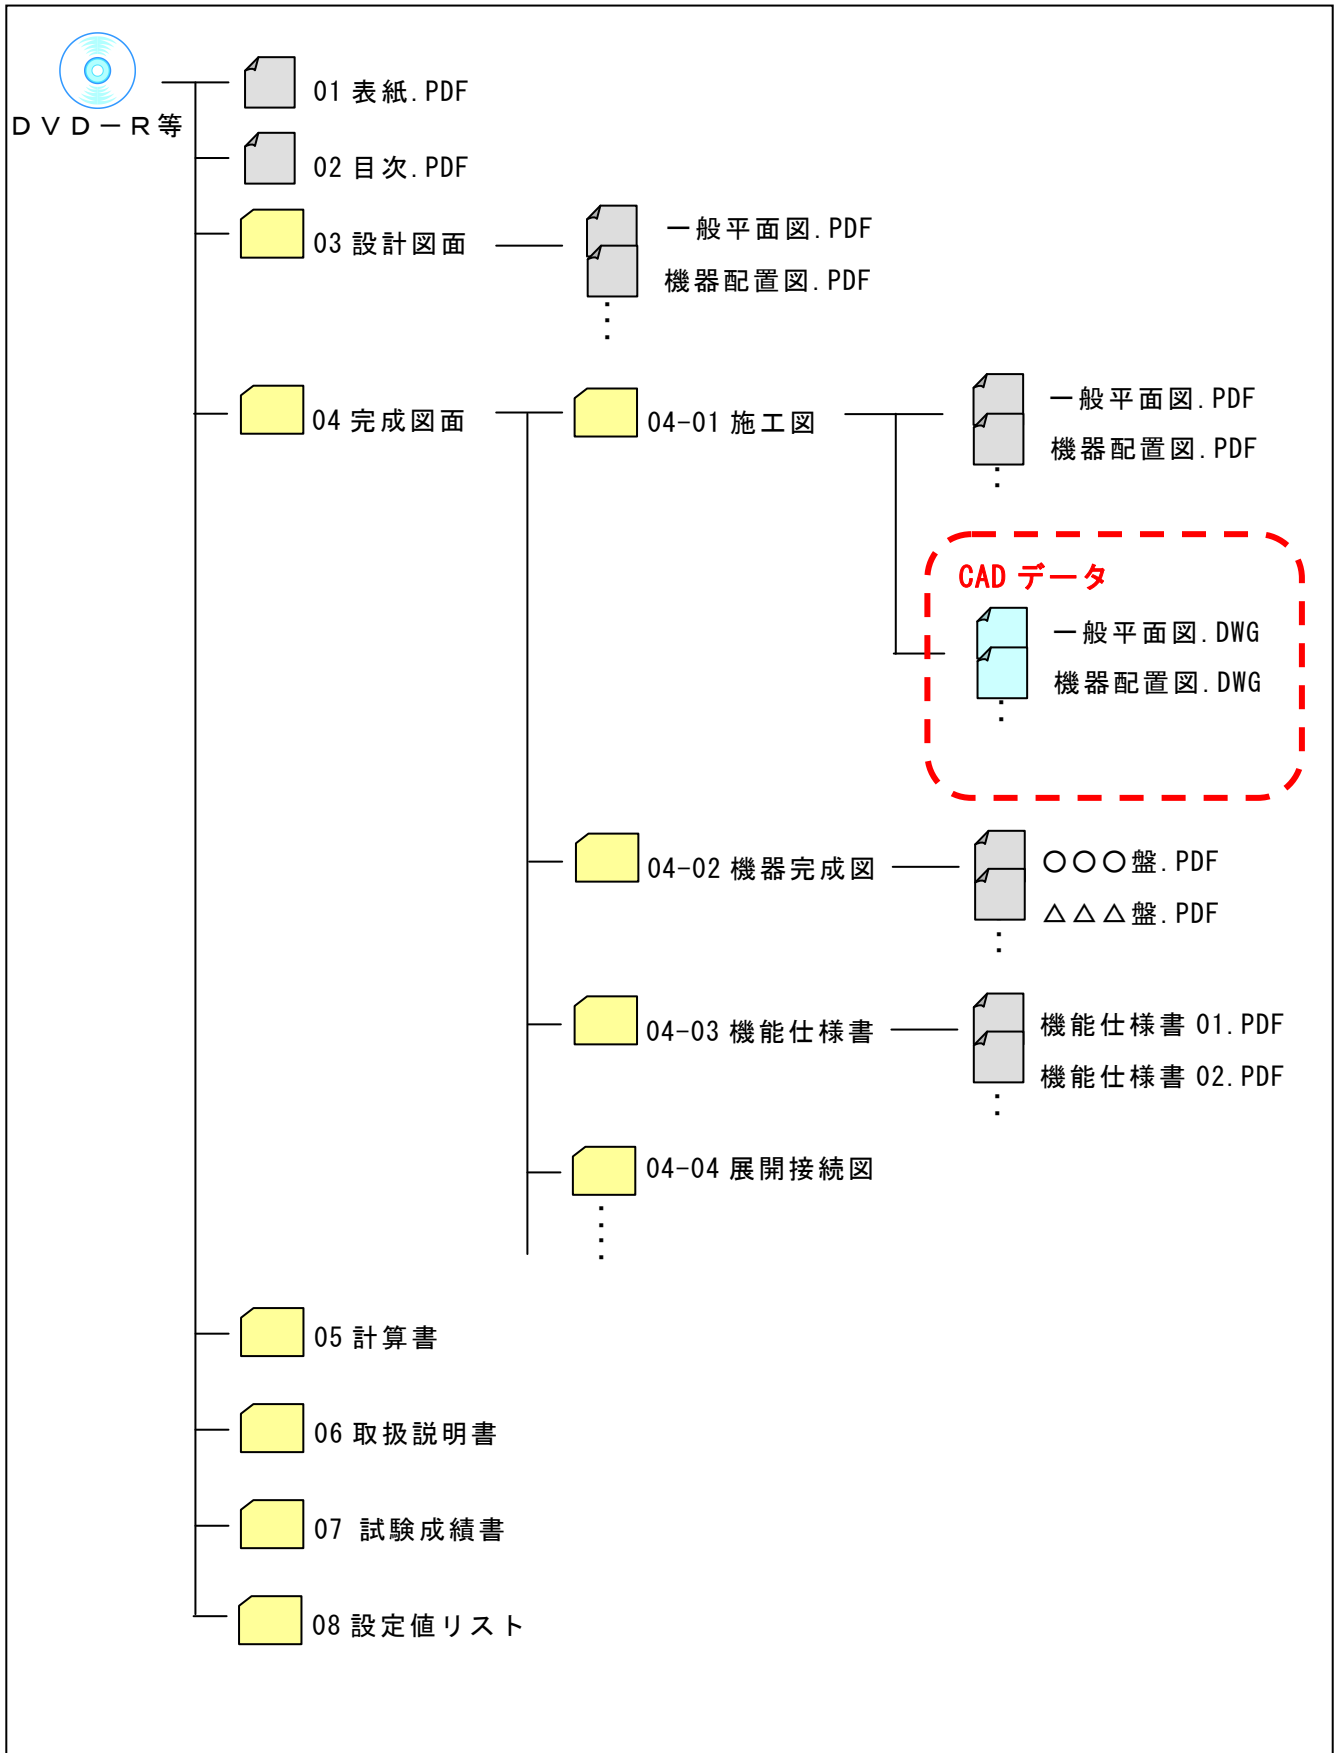 DVD-R等
01 表紙.PDF
02 目次.PDF
03 設計図面
一般平面図.PDF
機器配置図.PDF
04 完成図面
04-01 施工図
一般平面図.PDF
機器配置図.PDF
CAD データ
一般平面図.DWG
機器配置図.DWG
04-02 機器完成図
○○○盤.PDF
△△△盤.PDF
04-03 機能仕様書
機能仕様書 01.PDF
機能仕様書 02.PDF
04-04 展開接続図
05 計算書
06 取扱説明書
07 試験成績書
08 設定値リスト